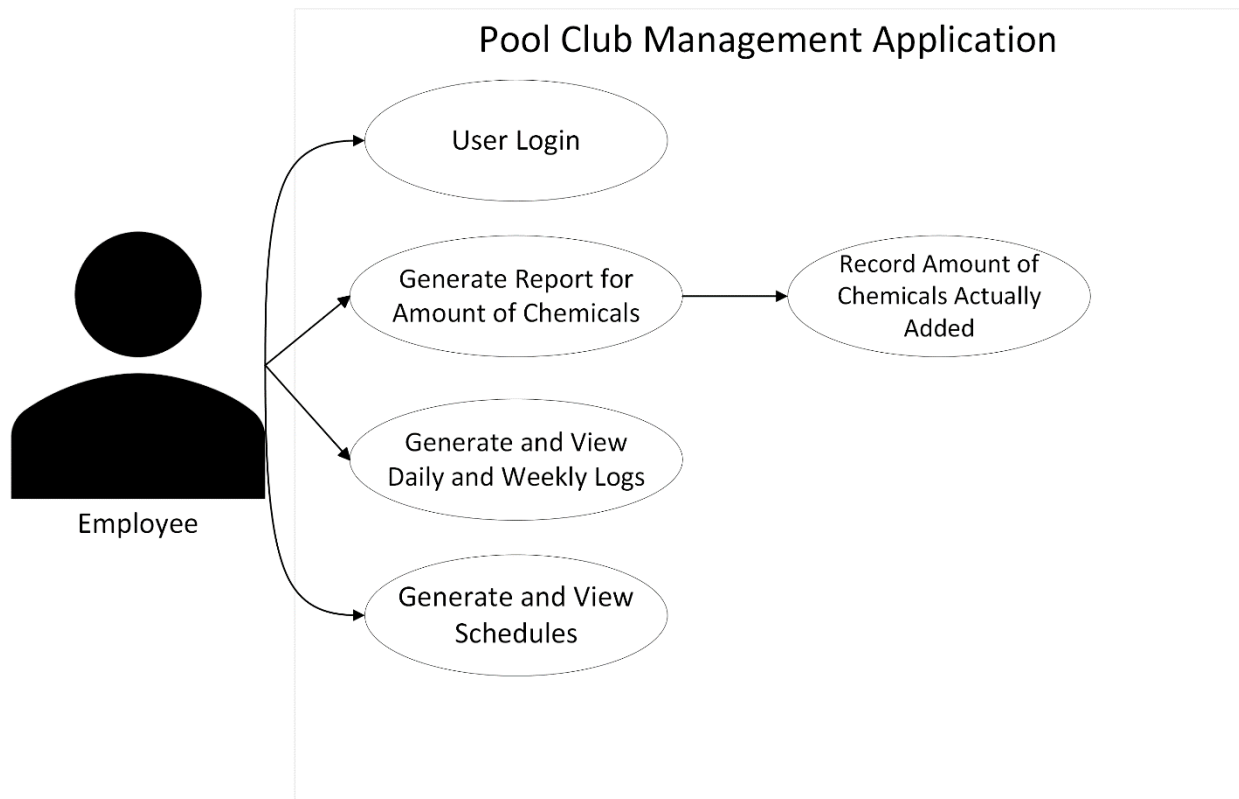 Pool Club Management Application
User Login
Generate Report for
Amount of Chemicals
Record Amount of
Chemicals Actually
Added
Generate and View
Daily and Weekly Logs
Employee
Generate and View
Schedules